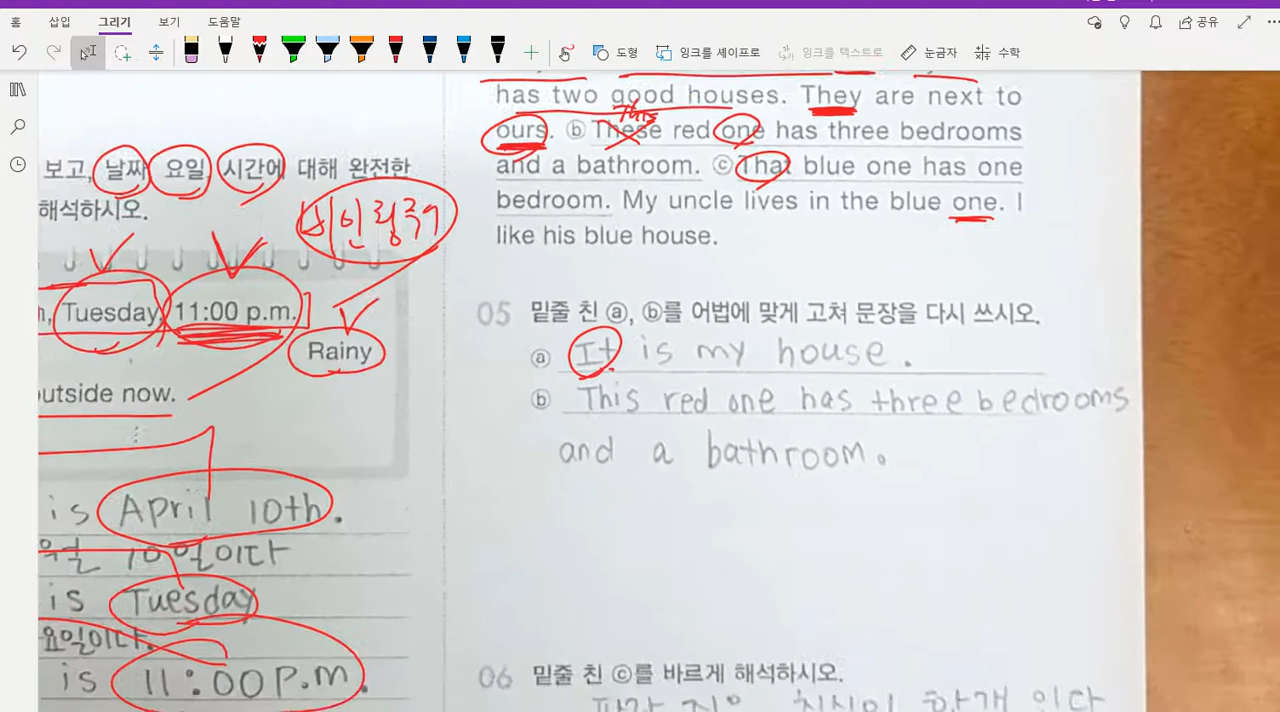 홈 삽입 그리기 보기 도움말
공유
도형 잉크를 셰이프로 잉크를 텍스트로 눈금자 수학
보고, 날짜 요일 시간에 대해 완전한
해석하시오.
비인칭주어
Tuesday, 11:00 p.m.
Rainy
outside now.
is April 10th.
10일이다
is Tuesday
요일이다.
is 11:00 P.m.
has two good houses. They are next to
This
ours. ⓑ These red one has three bedrooms
and a bathroom. ⓒ That blue one has one
bedroom. My uncle lives in the blue one. I
like his blue house.
05 밑줄 친 ⓐ, ⓑ를 어법에 맞게 고쳐 문장을 다시 쓰시오.
ⓐ It is my house.
ⓑ This red one has three bedrooms
and a bathroom.
06 밑줄 친 ⓒ를 바르게 해석하시오.